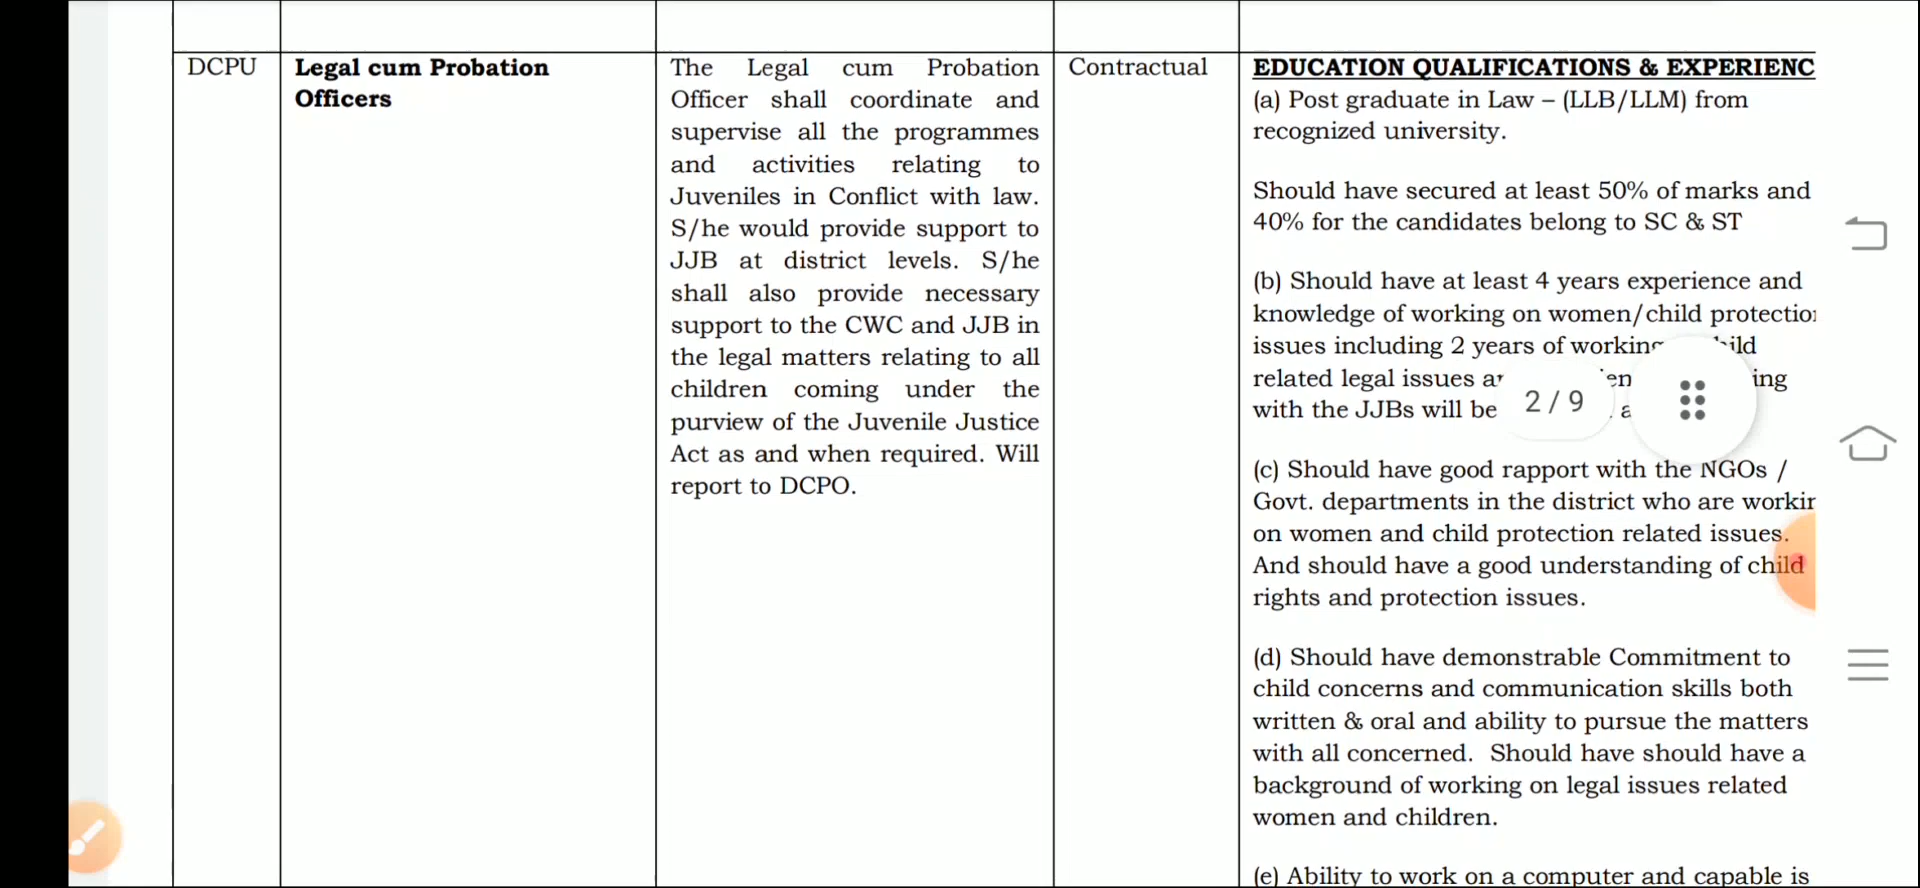 DCPU
Legal cum Probation
Officers
The Legal cum Probation
Officer shall coordinate and
supervise all the programmes
and activities relating to
Juveniles in Conflict with law.
S/he would provide support to
JJB at district levels. S/he
shall also provide necessary
support to the CWC and JJB in
the legal matters relating to all
children coming under the
purview of the Juvenile Justice
Act as and when required. Will
report to DCPO.
Contractual
EDUCATION QUALIFICATIONS & EXPERIENC
(a) Post graduate in Law – (LLB/LLM) from
recognized university.
Should have secured at least 50% of marks and
40% for the candidates belong to SC & ST
(b) Should have at least 4 years experience and
knowledge of working on women/child
issues including 2 years of
related legal issues
with the JJBs will be
2 / 9
(c) Should have good rapport with the NGOs /
Govt. departments in the district who are
on women and child protection related issues.
And should have a good understanding of child
rights and protection issues.
(d) Should have demonstrable Commitment to
child concerns and communication skills both
written & oral and ability to pursue the matters
with all concerned. Should have should have a
background of working on legal issues related
women and children.
(e) Ability to work on a computer and capable is